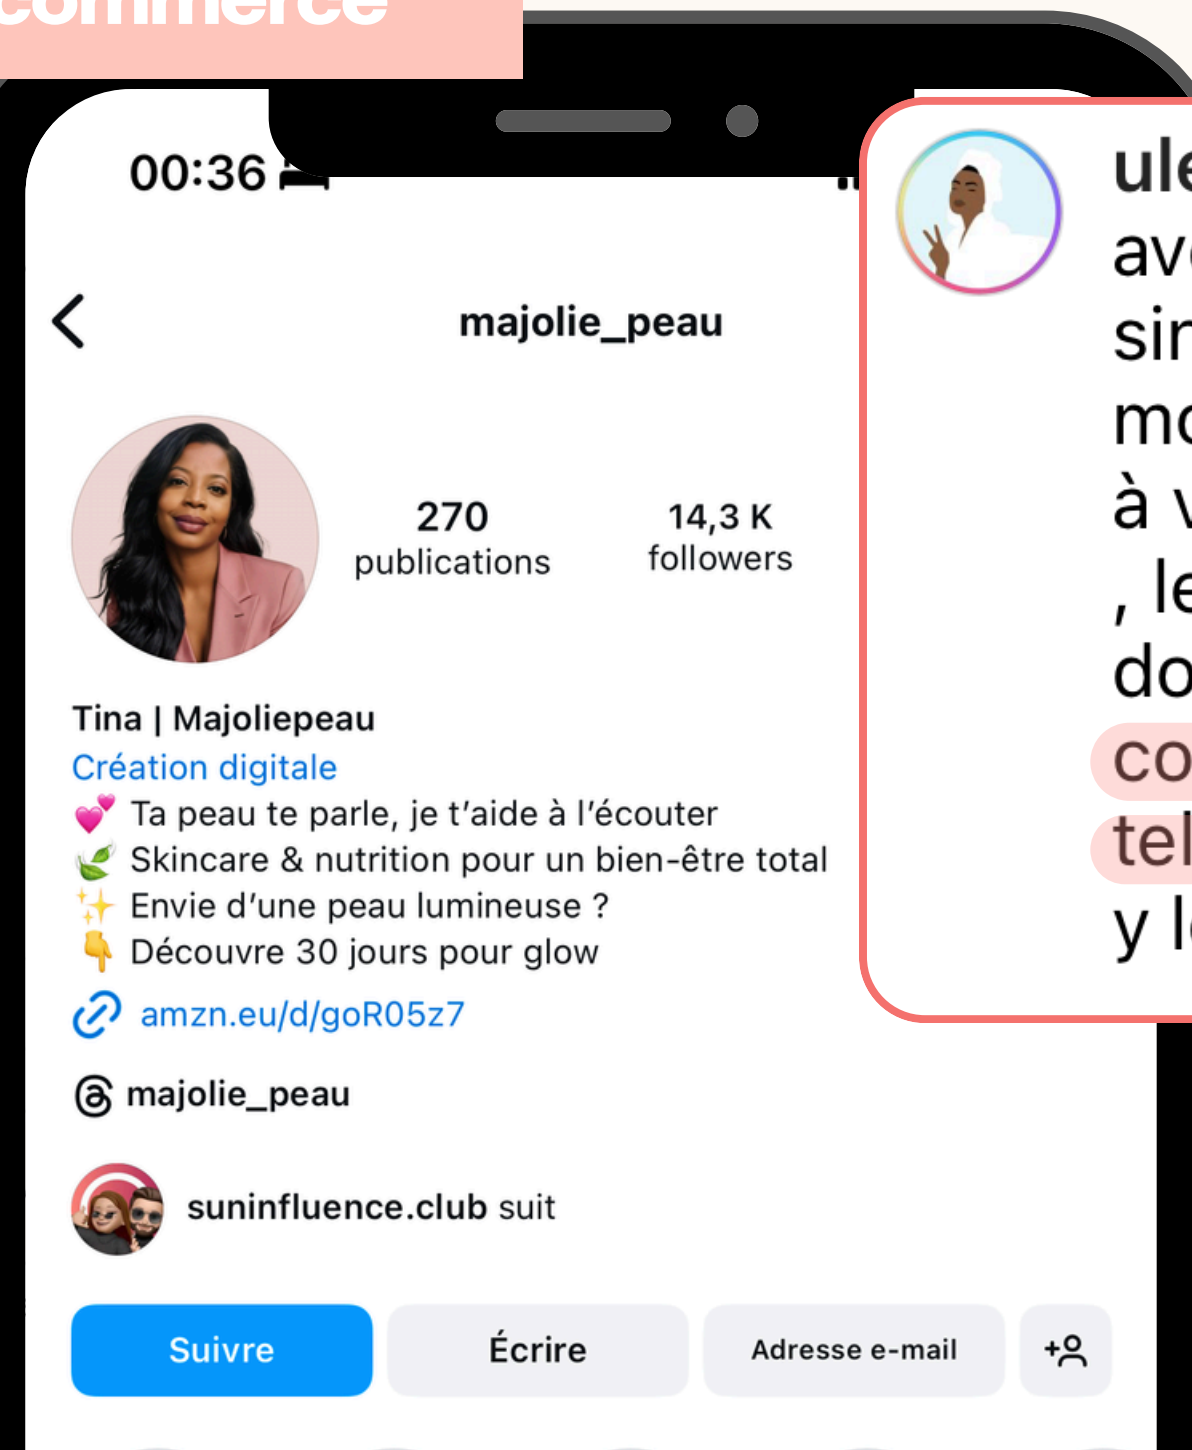 commerce
00:36
majolie_peau
270
publications
14,3 K
followers
Tina | Majoliepeau
Création digitale
💕 Ta peau te parle, je t’aide à l’écouter
🌿 Skincare & nutrition pour un bien-être total
✨ Envie d’une peau lumineuse ?
👇 Découvre 30 jours pour glow
amzn.eu/d/goR05z7
majolie_peau
suninfluence.club suit
Suivre
Écrire
Adresse e-mail
à
, le
y